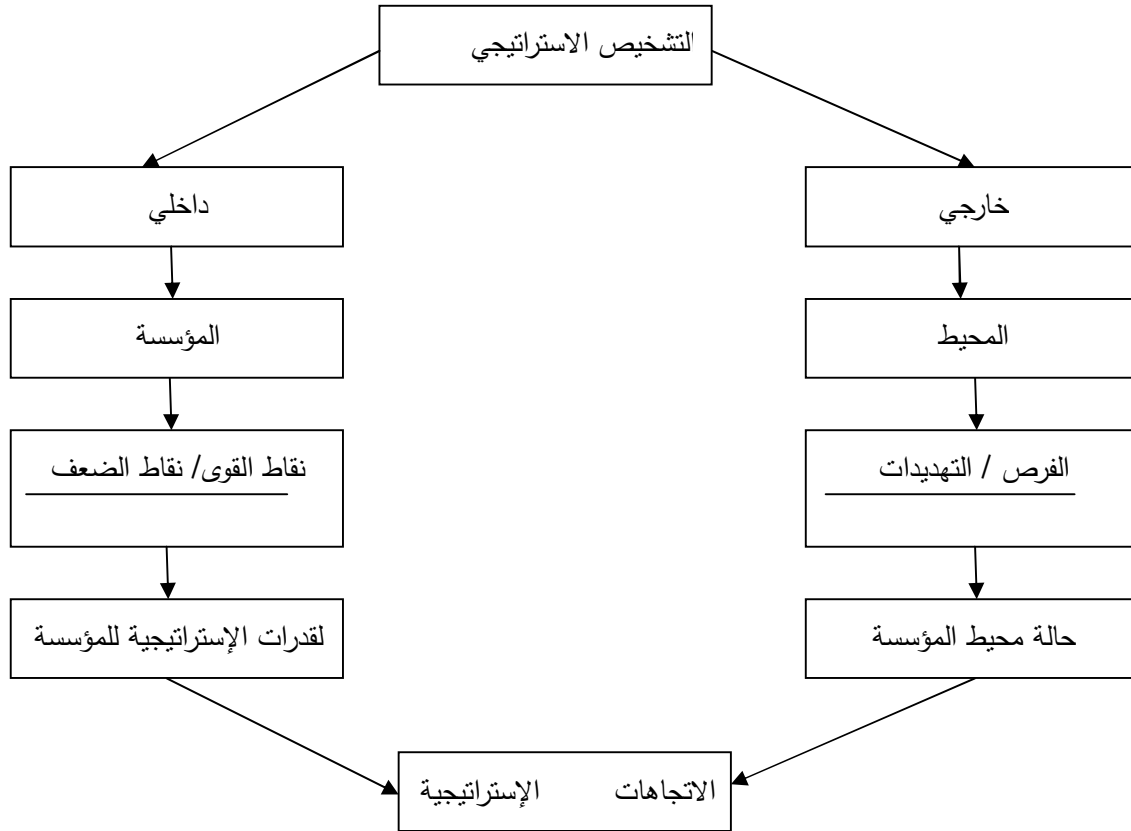 لتشخيص الاستراتيجي
خارجي
داخلي
المحيط
المؤسسة
الفرص / التهديدات
نقاط القوى/ نقاط الضعف
حالة محيط المؤسسة
لقدرات الإستراتيجية للمؤسسة
الاتجاهات الإستراتيجية